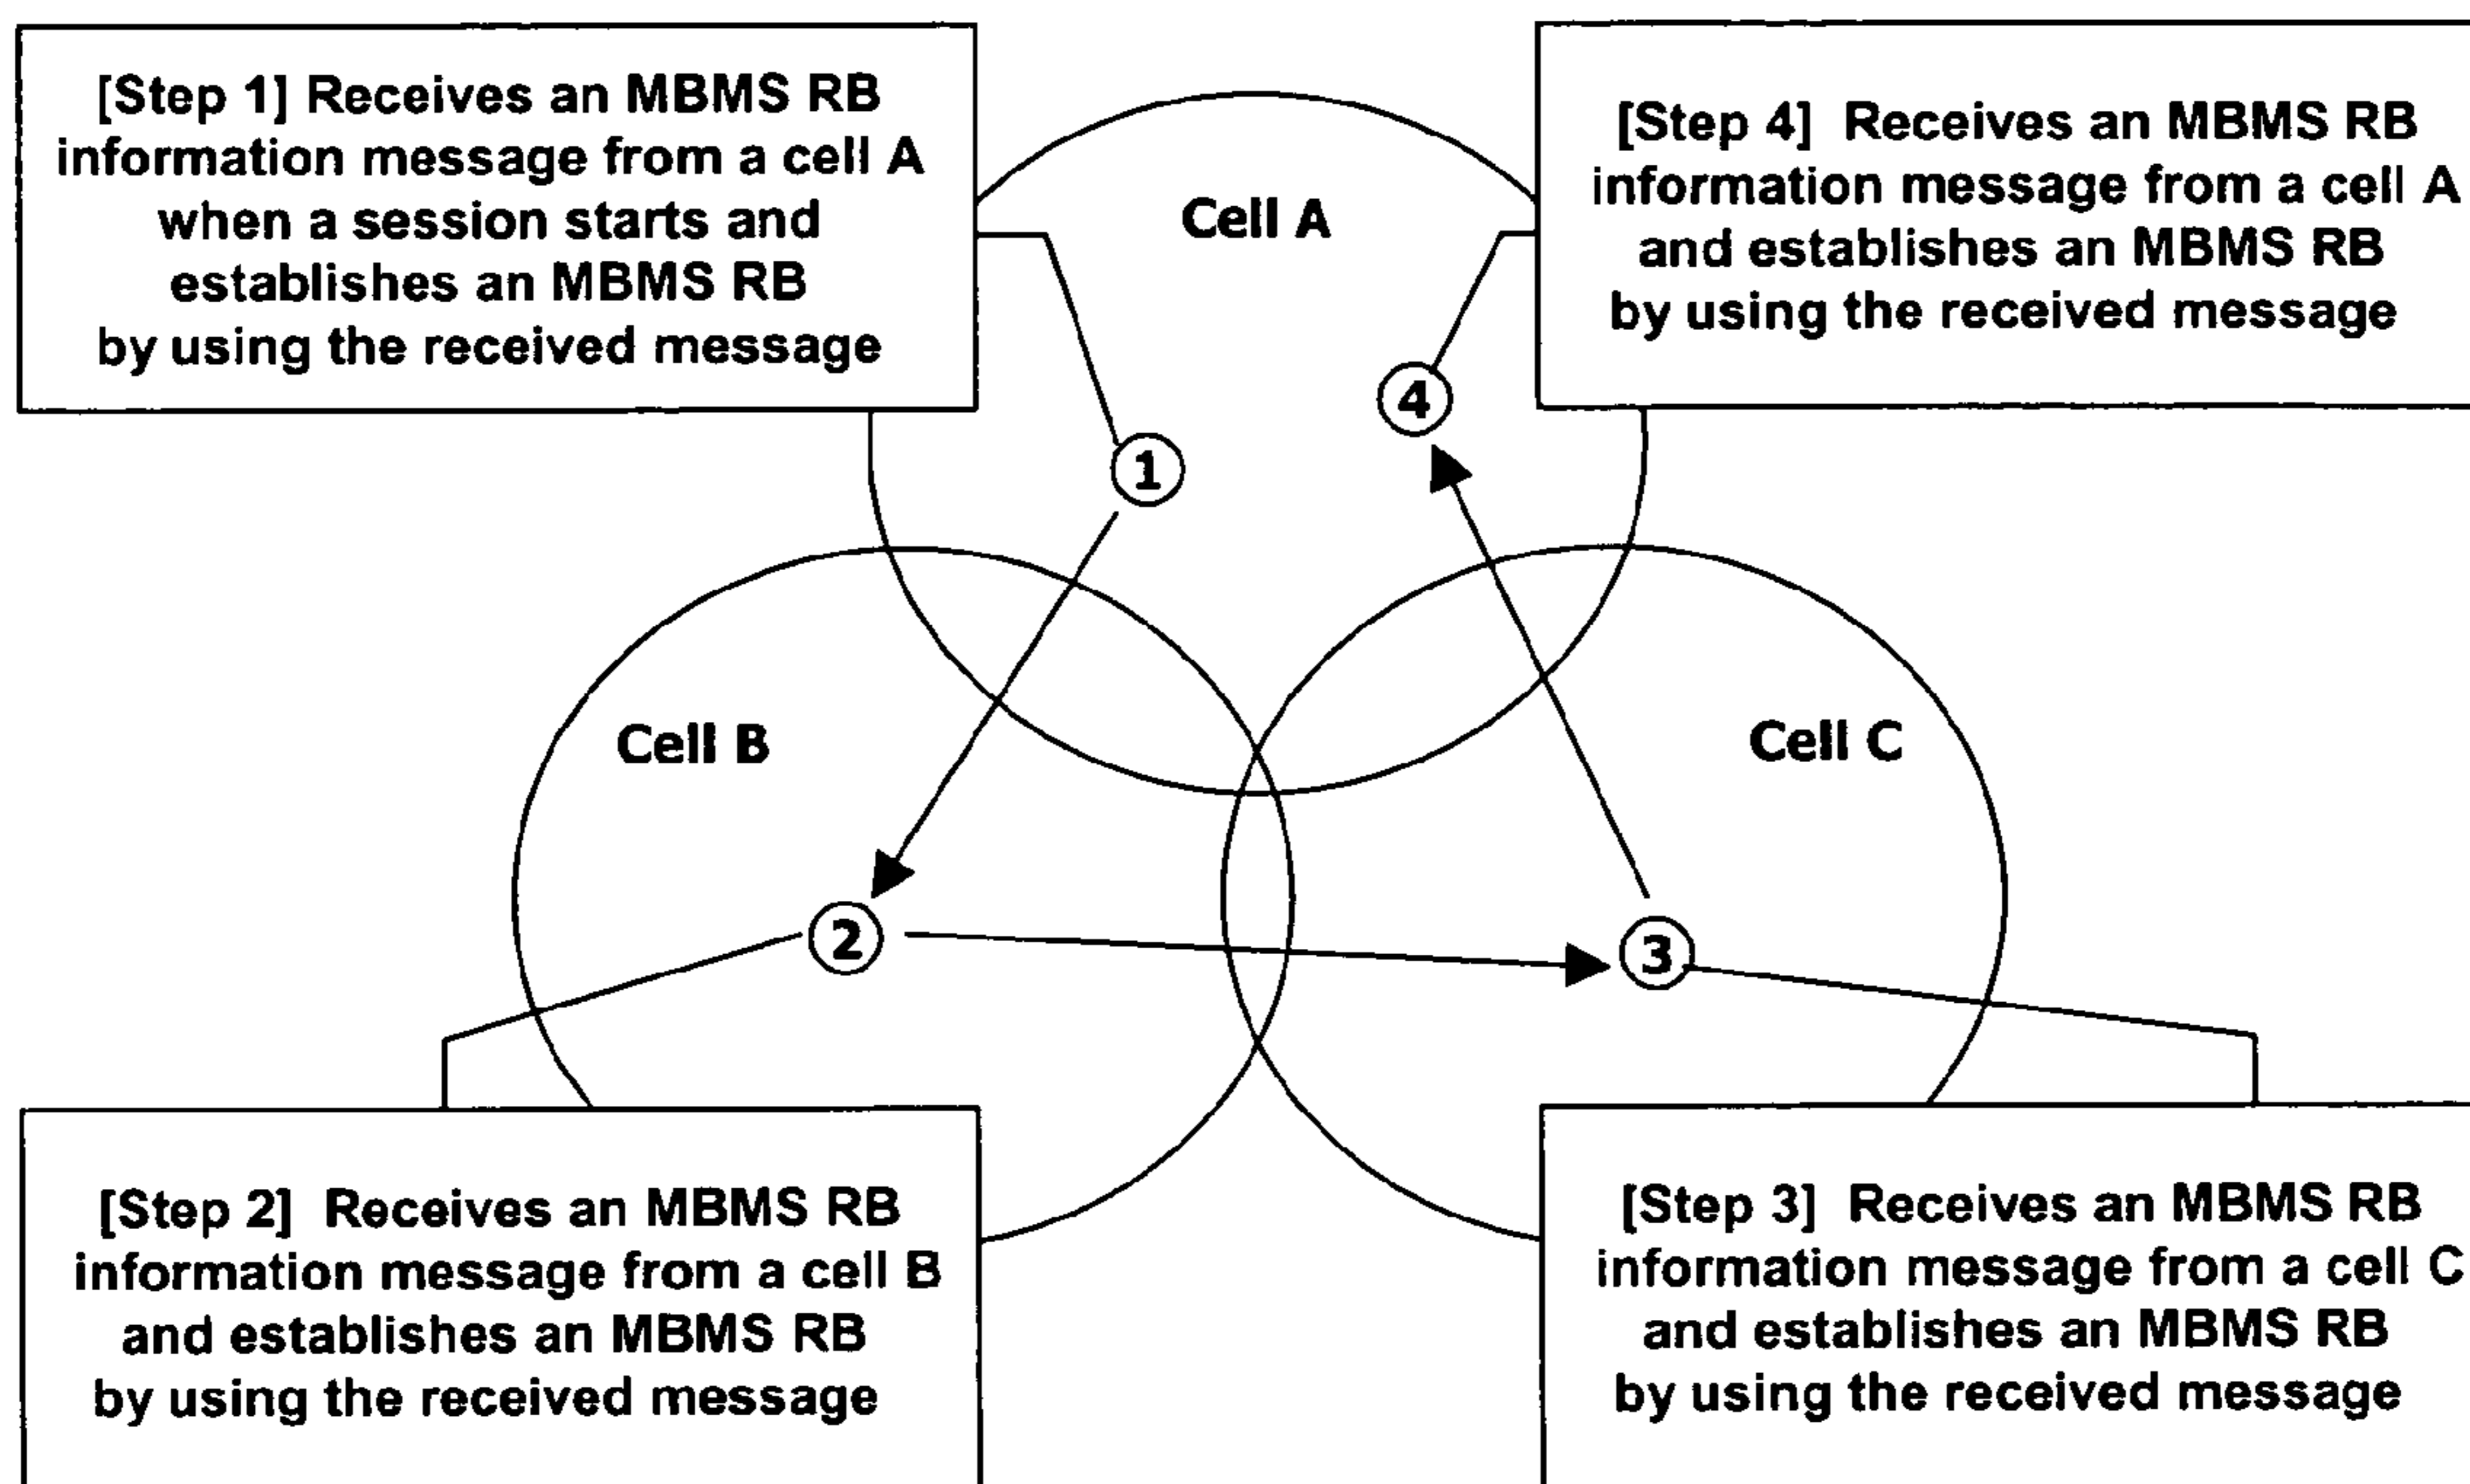 [Step 1] Receives an MBMS RB
information message from a cell A
when a session starts and
establishes an MBMS RB
by using the received message
[Step 4] Receives an MBMS RB
information message from a cell A
and establishes an MBMS RB
by using the received message
Cell A
4
1
Cell B
Cell C
2
3
[Step 2] Receives an MBMS RB
information message from a cell B
and establishes an MBMS RB
by using the received message
[Step 3] Receives an MBMS RB
information message from a cell C
and establishes an MBMS RB
by using the received message